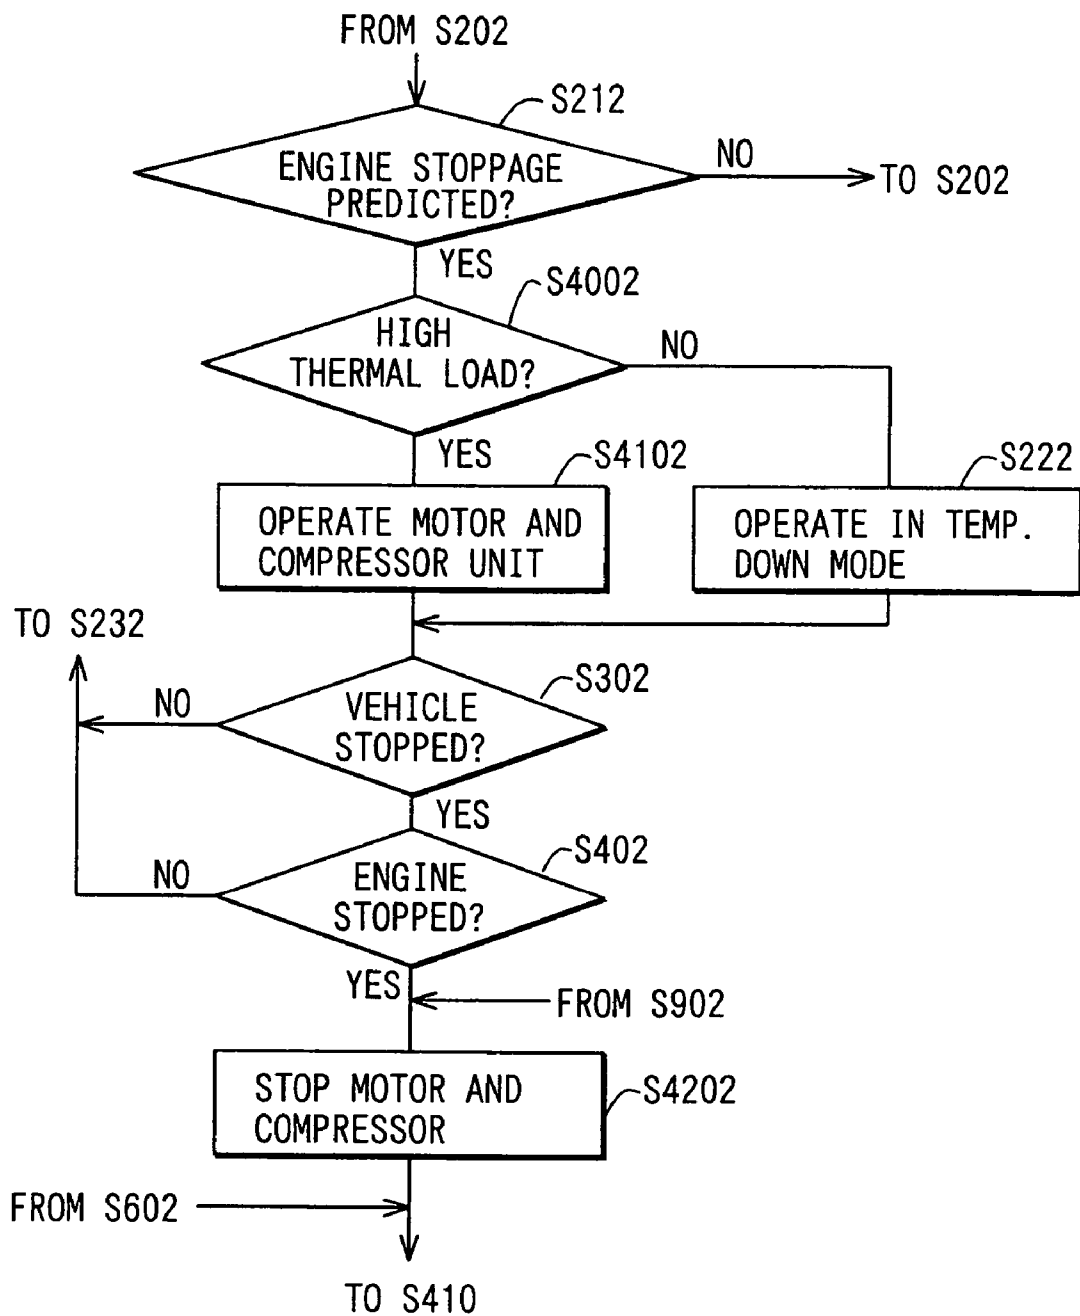 FROM S202
S212
ENGINE STOPPAGE
PREDICTED?
NO
TO S202
YES
S4002
HIGH
THERMAL LOAD?
NO
YES
S4102
S222
OPERATE MOTOR AND
COMPRESSOR UNIT
OPERATE IN TEMP.
DOWN MODE
TO S232
S302
NO
VEHICLE
STOPPED?
YES
S402
NO
ENGINE
STOPPED?
YES
FROM S902
STOP MOTOR AND
COMPRESSOR
S4202
FROM S602
TO S410